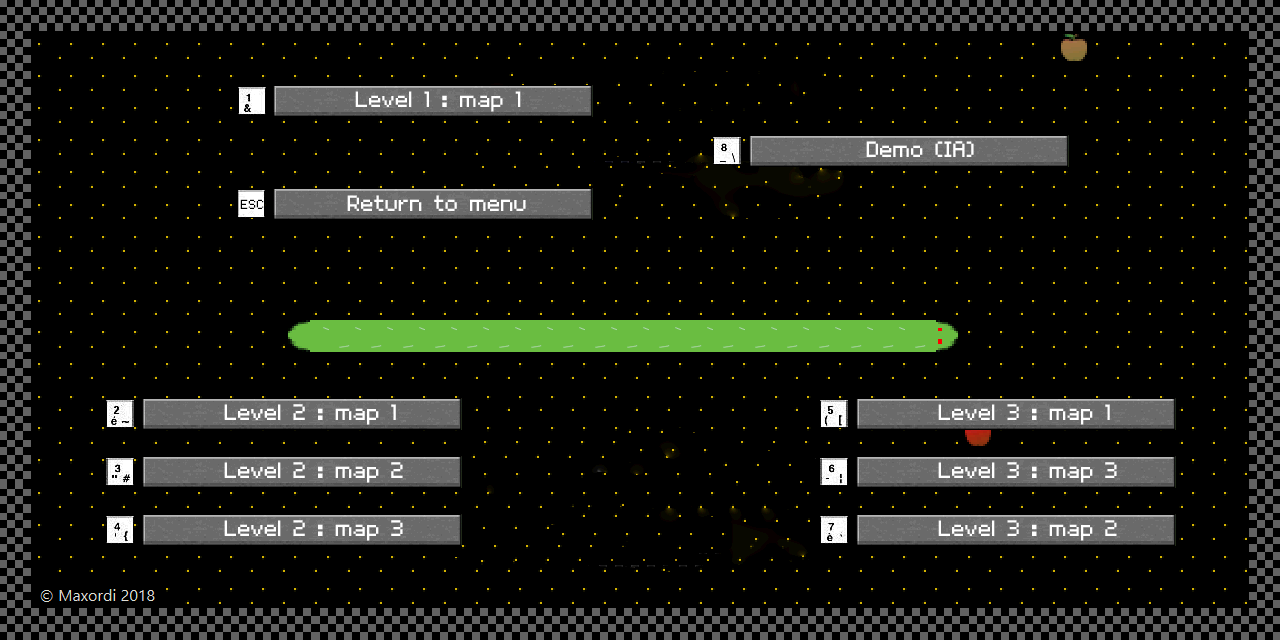 1
&
Level 1 : map 1
8
_ \
Demo (IA)
ESC
Return to menu
2
é ~
Level 2 : map 1
5
( [
Level 3 : map 1
3
" #
Level 2 : map 2
6
- |
Level 3 : map 3
4
' {
Level 2 : map 3
7
è `
Level 3 : map 2
© Maxordi 2018